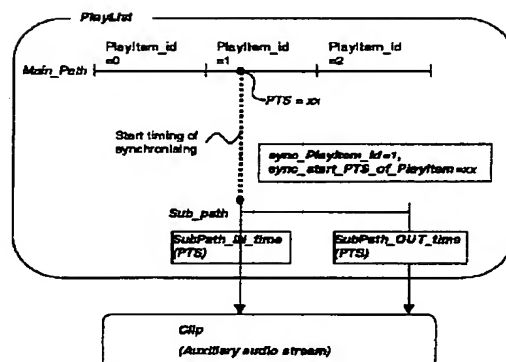 PlayList
PlayItem_id =0
PlayItem_id =1
PlayItem_id =2
Main_Path
PTS = xx
Start timing of synchronising
sync_PlayItem_id=1,
sync_start_PTS_of_PlayItem=xx
Sub_path
SubPath_IN_time (PTS)
SubPath_OUT_time (PTS)
Clip
(Auxiliary audio stream)